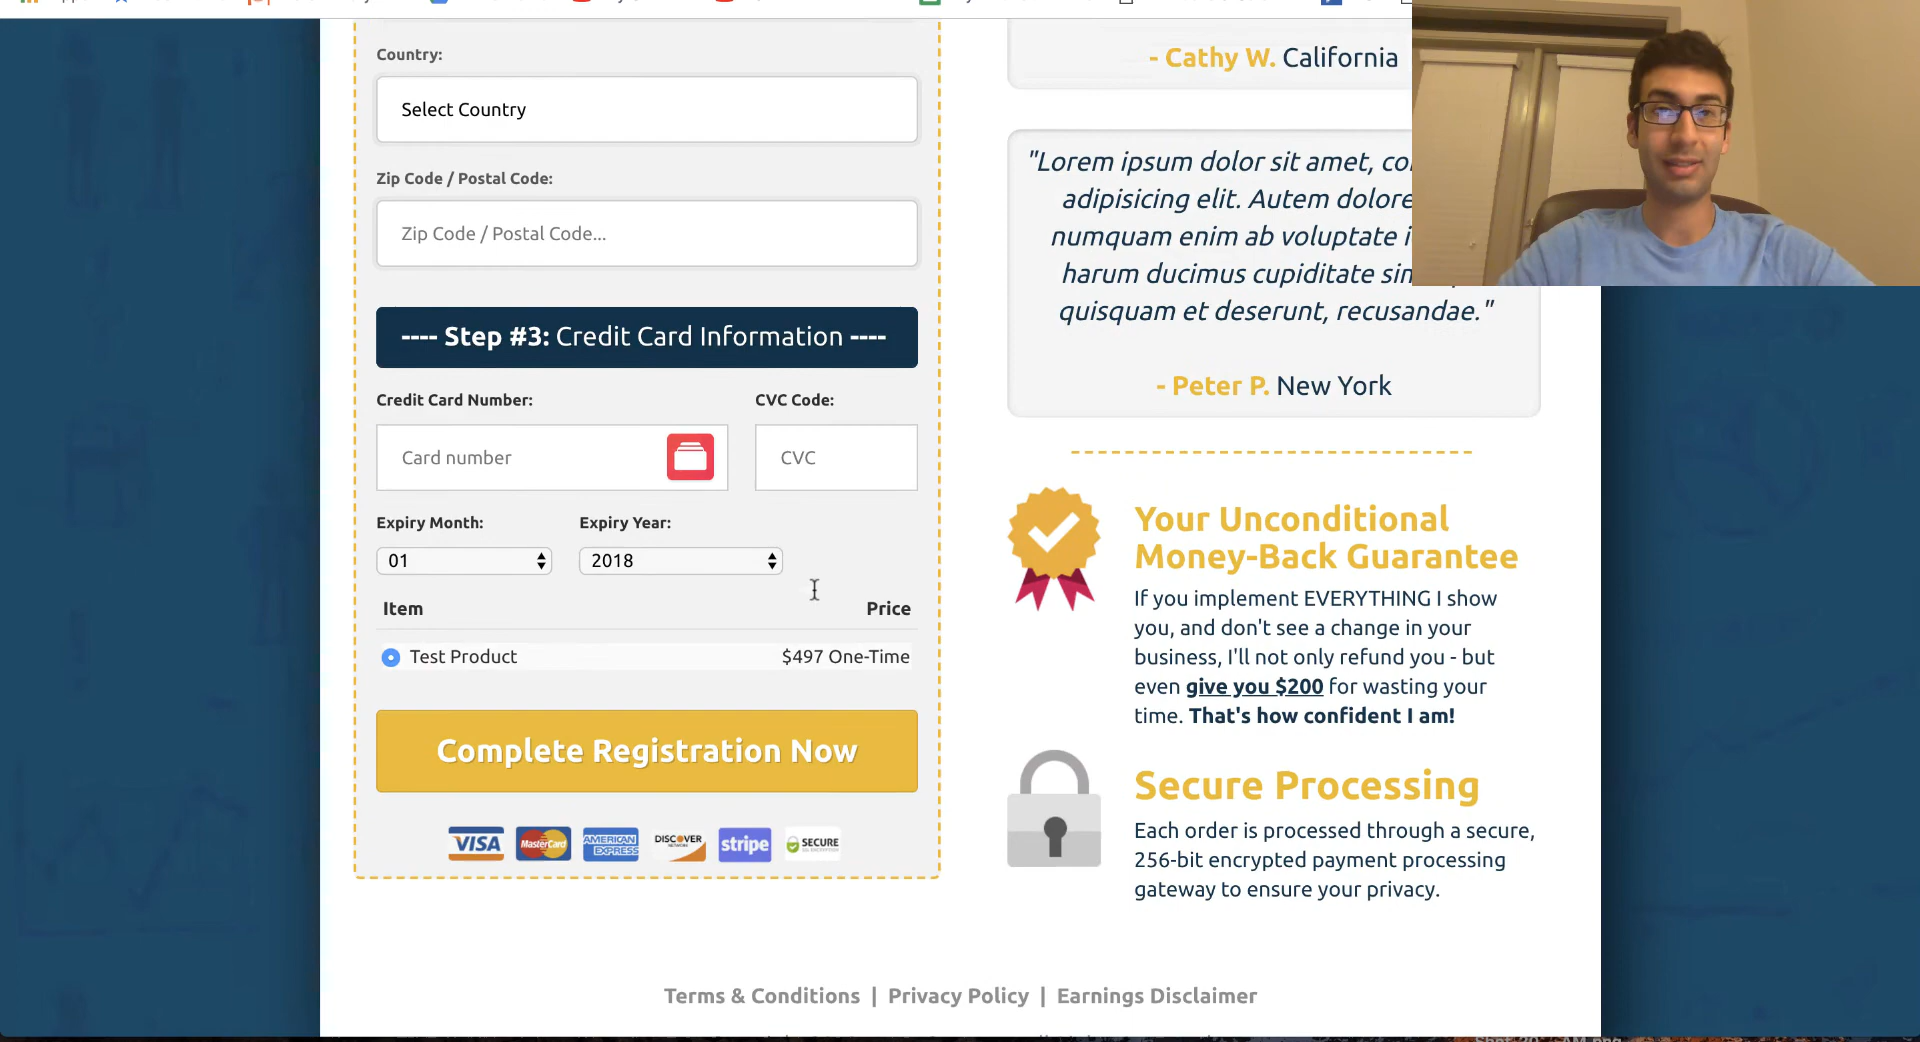 Country:
Select Country
Zip Code / Postal Code:
Zip Code / Postal Code...
---- Step #3: Credit Card Information ----
Credit Card Number:
CVC Code:
Card number
CVC
Expiry Month:
Expiry Year:
01
2018
Item
Price
Test Product
$497 One-Time
Complete Registration Now
VISA
MasterCard
AMERICAN EXPRESS
DISCOVER
stripe
SECURE
- Cathy W. California
"Lorem ipsum dolor sit amet,
adipisicing elit. Autem dolore
numquam enim ab voluptate
harum ducimus cupiditate
quisquam et deserunt, recusandae."
- Peter P. New York
Your Unconditional
Money-Back Guarantee
If you implement EVERYTHING I show
you, and don't see a change in your
business, I'll not only refund you - but
even give you $200 for wasting your
time. That's how confident I am!
Secure Processing
Each order is processed through a secure,
256-bit encrypted payment processing
gateway to ensure your privacy.
Terms & Conditions | Privacy Policy | Earnings Disclaimer